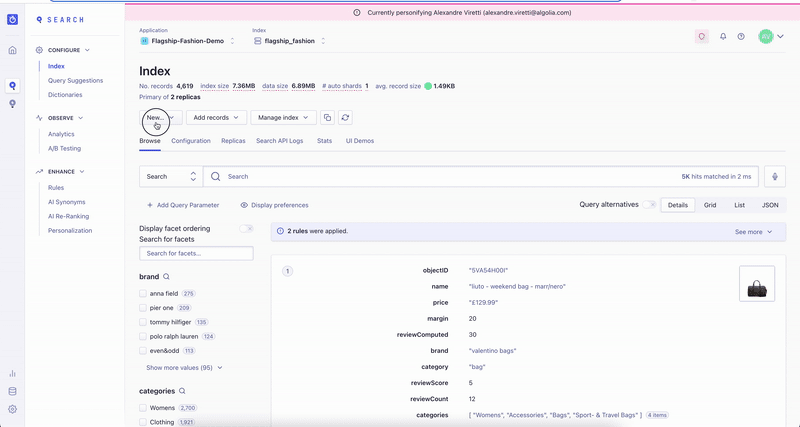 Currently personifying Alexandre Viretti (alexandre.viretti@algolia.com)
SEARCH
Application
Flagship-Fashion-Demo
Index
flagship_fashion
AV
CONFIGURE
Index
Query Suggestions
Dictionaries
OBSERVE
Analytics
A/B Testing
ENHANCE
Rules
AI Synonyms
AI Re-Ranking
Personalization
Index
No. records 4,619 index size 7.36MB data size 6.89MB # auto shards 1 avg. record size 1.49KB
Primary of 2 replicas
New... Add records Manage index
Browse Configuration Replicas Search API Logs Stats UI Demos
Search Search 5K hits matched in 2 ms
+ Add Query Parameter Display preferences Query alternatives Details Grid List JSON
Display facet ordering
Search for facets
Search for facets...
brand
anna field 275
pier one 209
tommy hilfiger 135
polo ralph lauren 124
even&odd 113
Show more values (95)
categories
Womens 2,700
Clothing 1,921
2 rules were applied. See more
1
objectID "5VA54H00I"
name "liuto - weekend bag - marr/nero"
price "£129.99"
margin 20
reviewComputed 30
brand "valentino bags"
category "bag"
reviewScore 5
reviewCount 12
categories [ "Womens", "Accessories", "Bags", "Sport- & Travel Bags" ] 4 items